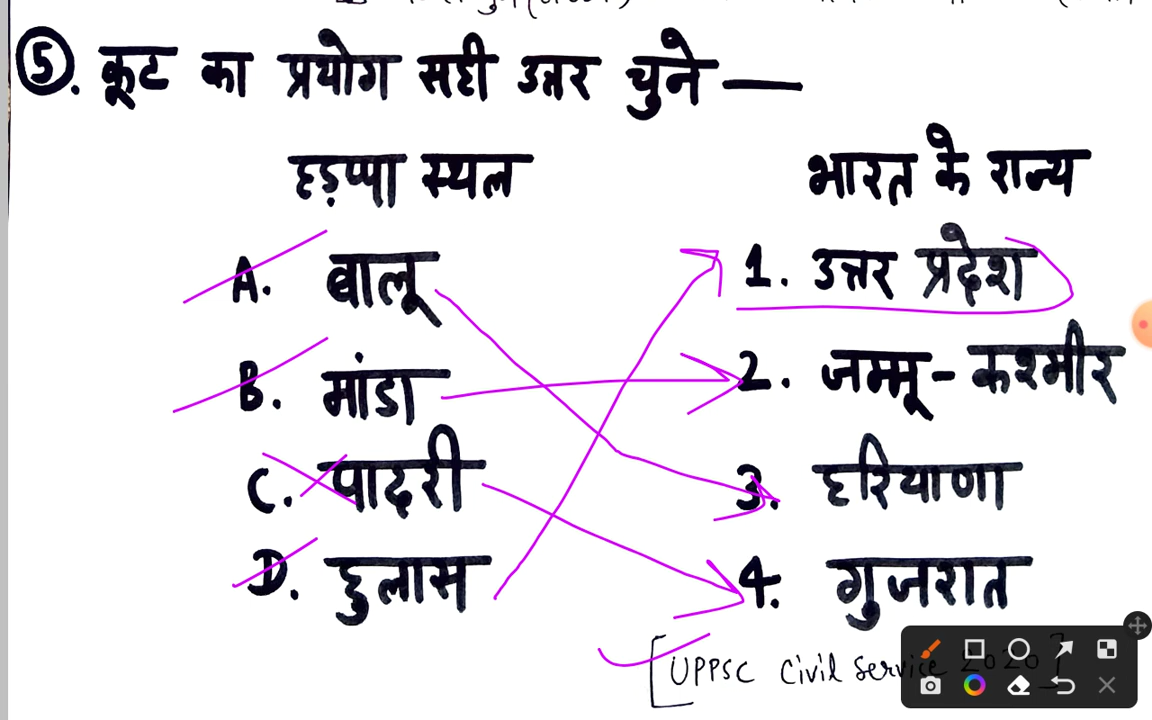 ⑤. कूट का प्रयोग सही उत्तर चुने —
हड़प्पा स्थल भारत के राज्य
A. बालू 1. उत्तर प्रदेश
B. मांडा 2. जम्मू - कश्मीर
C. पादरी 3. हरियाणा
D. हुलास 4. गुजरात
[UPPSC Civil Service 2020]